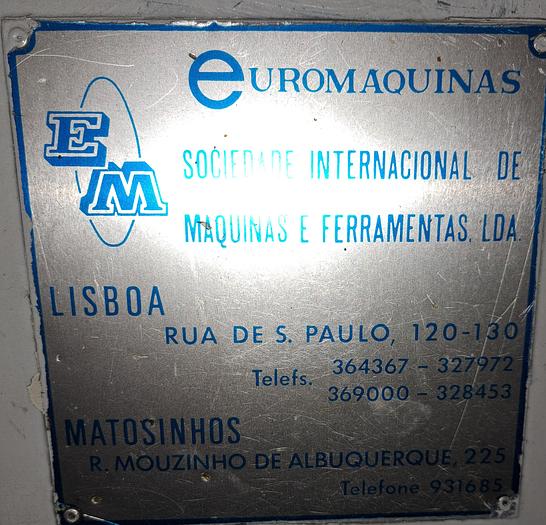 euromaquinas
EM
SOCIEDADE INTERNACIONAL DE
MAQUINAS E FERRAMENTAS, LDA.
LISBOA
RUA DE S. PAULO, 120-130
Telefs. 364367 - 327972
369000 - 328453
MATOSINHOS
R. MOUZINHO DE ALBUQUERQUE, 225
Telefone 931685